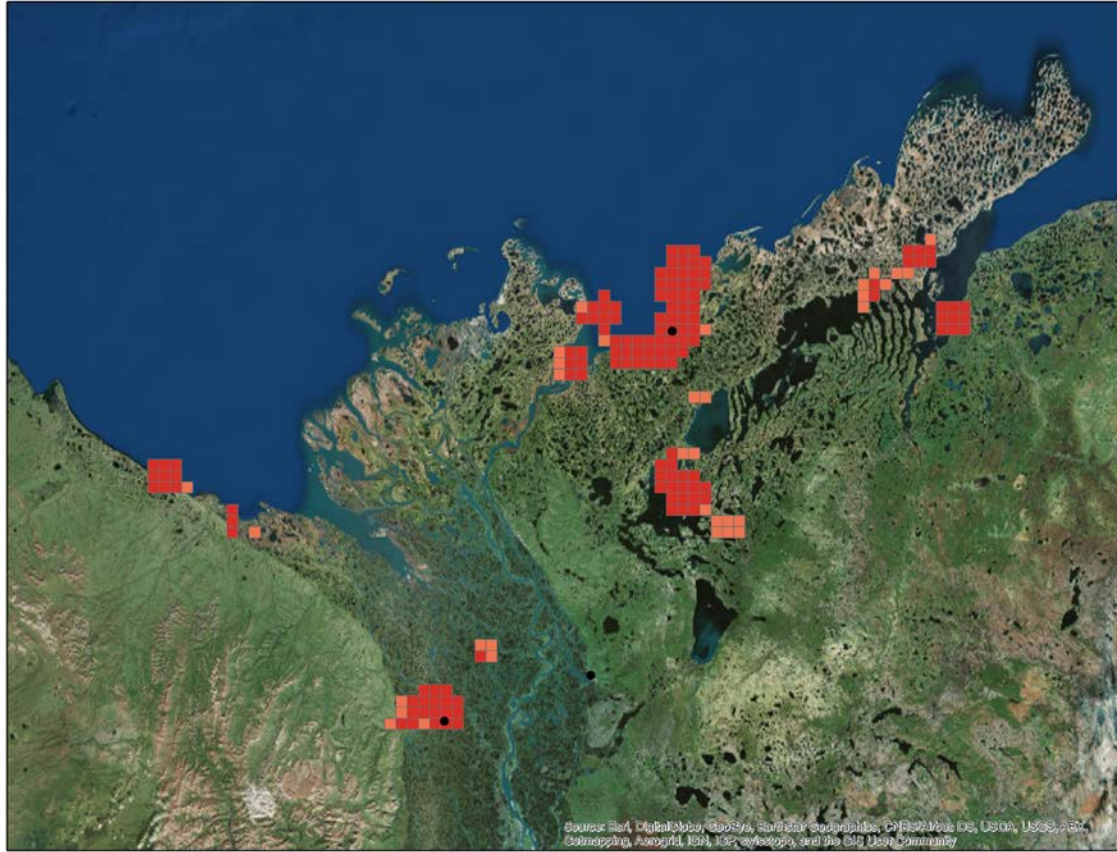 Source: Esri, DigitalGlobe, GeoEye, Earthstar Geographics, CNES/Airbus DS, USDA, USGS, AEX,
Getmapping, Aerogrid, IGN, IGP, swisstopo, and the GIS User Community